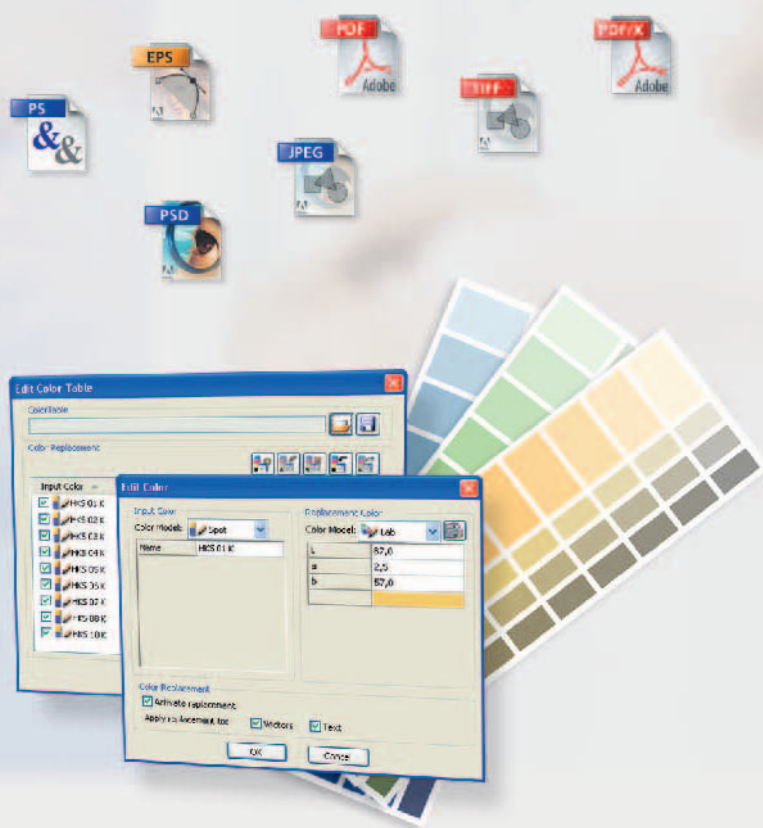 PDF
Adobe
PDF/X
Adobe
EPS
TIFF
PS
&&
JPEG
PSD
Edit Color Table
ColorTable
Color Replacement
Input Color
HKS 01 K
HKS 02 K
HKS 03 K
HKS 04 K
HKS 05 K
HKS 07 K
HKS 08 K
HKS 10 K
Edit Color
Input Color
Color Model: Spot
Name HKS 01 K
Replacement Color
Color Model: Lab
L 87,0
a 2,5
b 57,0
Color Replacement
Activate replacement
Apply replacement to: Vectors Text
OK Cancel